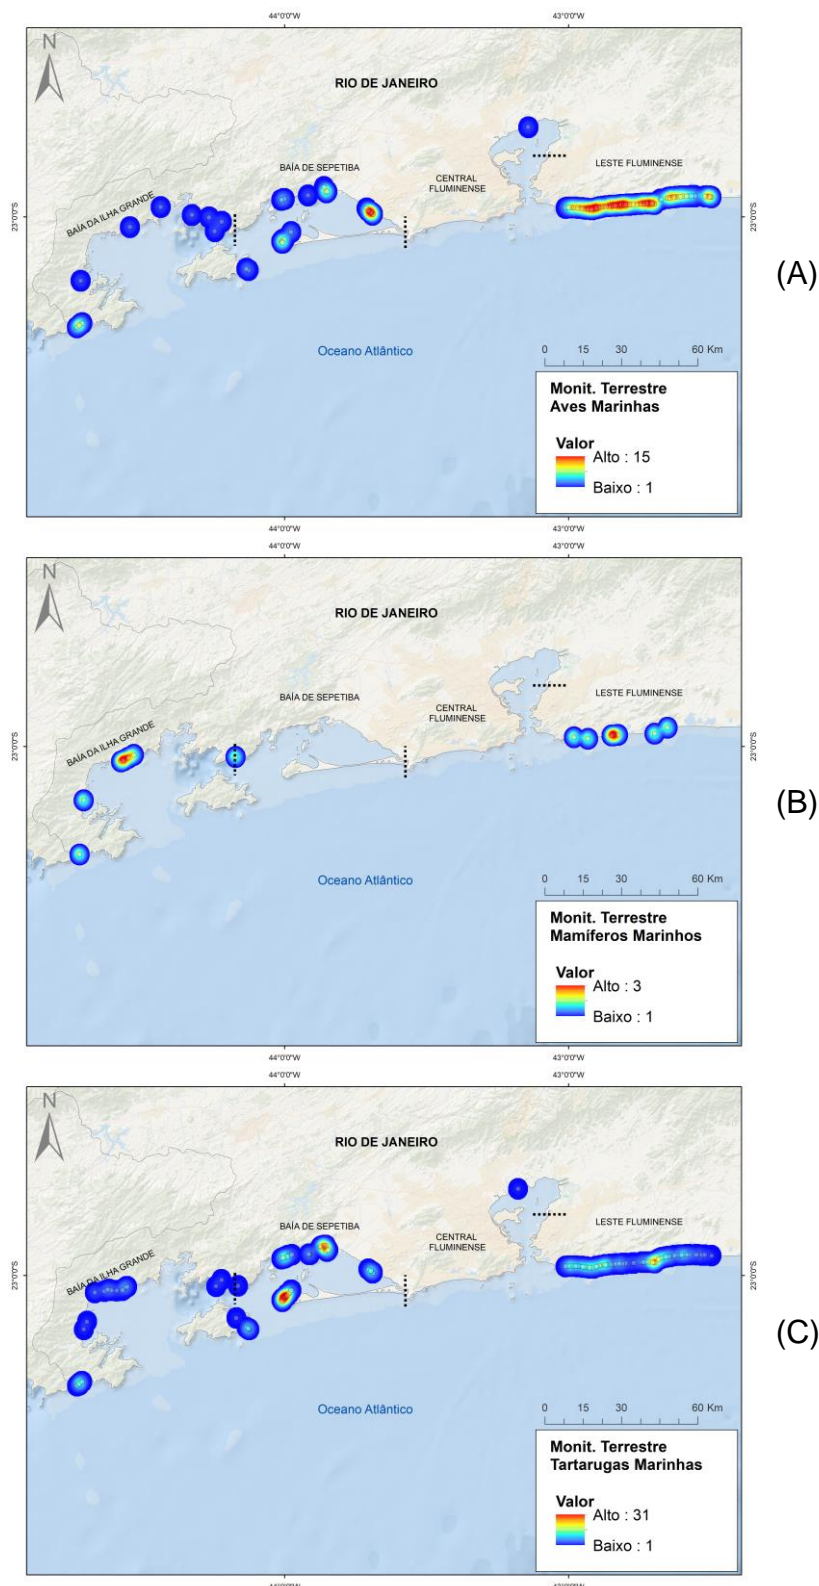 44°0'0"W 43°0'0"W
N
RIO DE JANEIRO
BAÍA DE SEPETIBA
LESTE FLUMINENSE
CENTRAL
FLUMINENSE
BAÍA DA ILHA GRANDE
23°0'0"S 23°0'0"S
(A)
Oceano Atlântico
0 15 30 60 Km
Monit. Terrestre
Aves Marinhas
Valor
Alto : 15
Baixo : 1
44°0'0"W 43°0'0"W
44°0'0"W 43°0'0"W
N
RIO DE JANEIRO
BAÍA DE SEPETIBA
LESTE FLUMINENSE
CENTRAL
FLUMINENSE
BAÍA DA ILHA GRANDE
23°0'0"S 23°0'0"S
(B)
Oceano Atlântico
0 15 30 60 Km
Monit. Terrestre
Mamíferos Marinhos
Valor
Alto : 3
Baixo : 1
44°0'0"W 43°0'0"W
44°0'0"W 43°0'0"W
N
RIO DE JANEIRO
BAÍA DE SEPETIBA
LESTE FLUMINENSE
CENTRAL
FLUMINENSE
BAÍA DA ILHA GRANDE
23°0'0"S 23°0'0"S
(C)
Oceano Atlântico
0 15 30 60 Km
Monit. Terrestre
Tartarugas Marinhas
Valor
Alto : 31
Baixo : 1